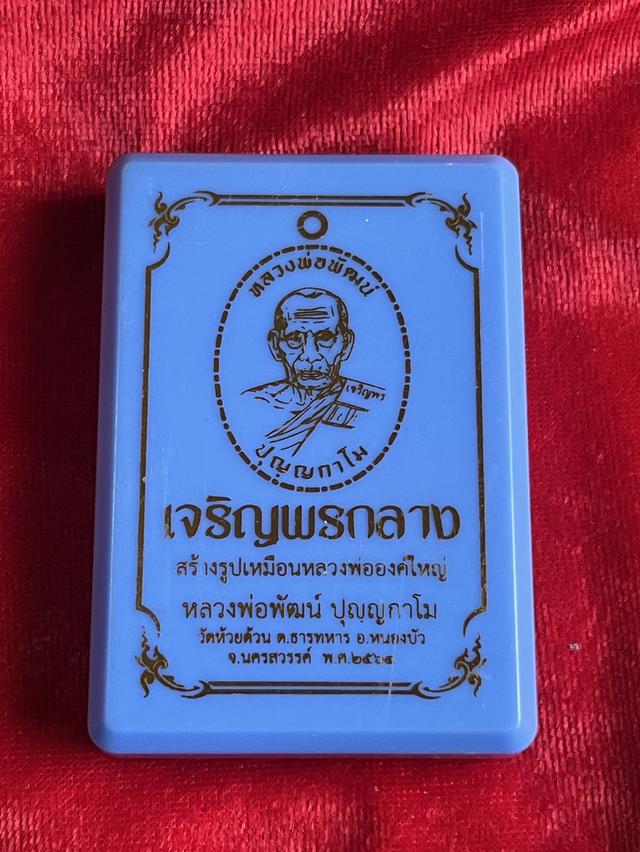 หลวงพ่อพัฒน์
เจริญพร
ปุญฺญกาโม
เจริญพรกลาง
สร้างรูปเหมือนหลวงพ่อองค์ใหญ่
หลวงพ่อพัฒน์ ปุญฺญกาโม
วัดห้วยด้วน ต.ธารทหาร อ.หนองบัว
จ.นครสวรรค์ พ.ศ.๒๕๖๔